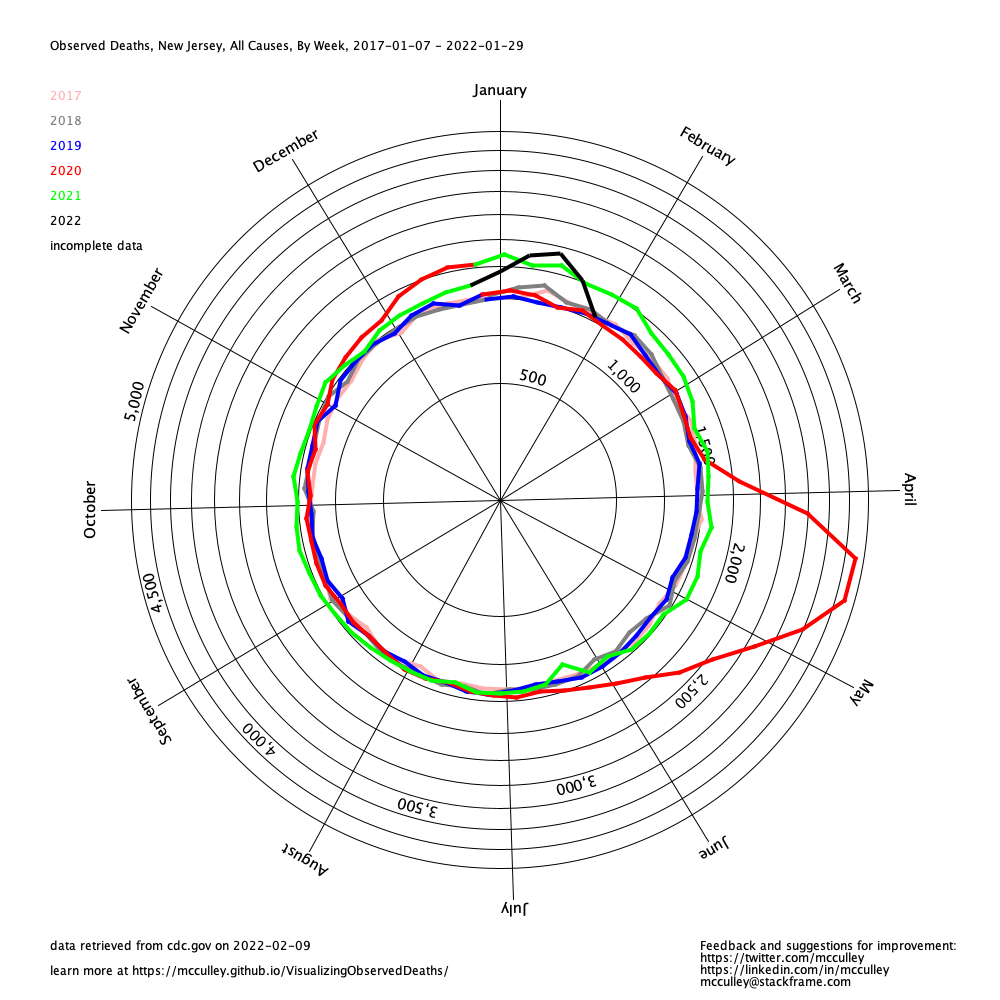 Observed Deaths, New Jersey, All Causes, By Week, 2017-01-07 - 2022-01-29
2017
2018
2019
2020
2021
2022
incomplete data
January
February
March
April
May
June
July
August
September
October
November
December
500
1,000
1,500
2,000
2,500
3,000
3,500
4,000
4,500
5,000
data retrieved from cdc.gov on 2022-02-09
learn more at https://mcculley.github.io/VisualizingObservedDeaths/
Feedback and suggestions for improvement:
https://twitter.com/mcculley
https://linkedin.com/in/mcculley
mcculley@stackframe.com